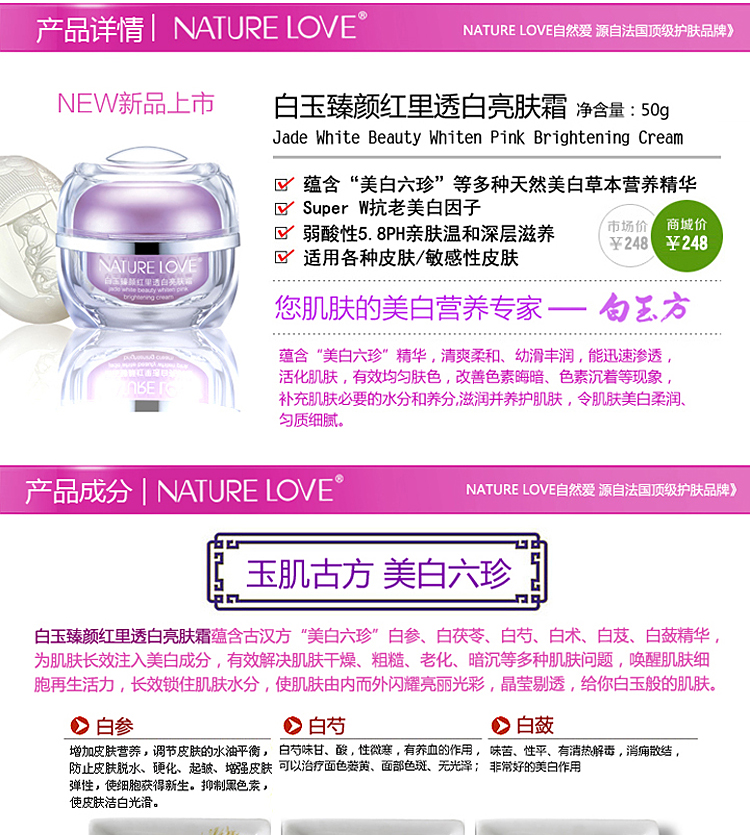 产品详情 | NATURE LOVE®
NATURE LOVE自然爱 源自法国顶级护肤品牌》
NEW新品上市
白玉臻颜红里透白亮肤霜 净含量：50g
Jade White Beauty Whiten Pink Brightening Cream
蕴含“美白六珍”等多种天然美白草本营养精华
Super W抗老美白因子
弱酸性5.8PH亲肤温和深层滋养
适用各种皮肤/敏感性皮肤
市场价
￥248
商城价
￥248
NATURE LOVE
白玉臻颜红里透白亮肤霜
jade white beauty whiten pink
brightening cream
您肌肤的美白营养专家 — 白玉方
蕴含“美白六珍”精华，清爽柔和、幼滑丰润，能迅速渗透，
活化肌肤，有效均匀肤色，改善色素晦暗、色素沉着等现象，
补充肌肤必要的水分和养分,滋润并养护肌肤，令肌肤美白柔润、
匀质细腻。
产品成分 | NATURE LOVE®
NATURE LOVE自然爱 源自法国顶级护肤品牌》
玉肌古方 美白六珍
白玉臻颜红里透白亮肤霜蕴含古汉方“美白六珍”白参、白茯苓、白芍、白术、白芨、白蔹精华，
为肌肤长效注入美白成分，有效解决肌肤干燥、粗糙、老化、暗沉等多种肌肤问题，唤醒肌肤细
胞再生活力，长效锁住肌肤水分，使肌肤由内而外闪耀亮丽光彩，晶莹剔透，给你白玉般的肌肤。
白参
增加皮肤营养，调节皮肤的水油平衡，
防止皮肤脱水、硬化、起皱、增强皮肤
弹性，使细胞获得新生。抑制黑色素，
使皮肤洁白光滑。
白芍
白芍味甘、酸，性微寒，有养血的作用，
可以治疗面色萎黄、面部色斑、无光泽；
白蔹
味苦、性平、有清热解毒，消痈散结，
非常好的美白作用